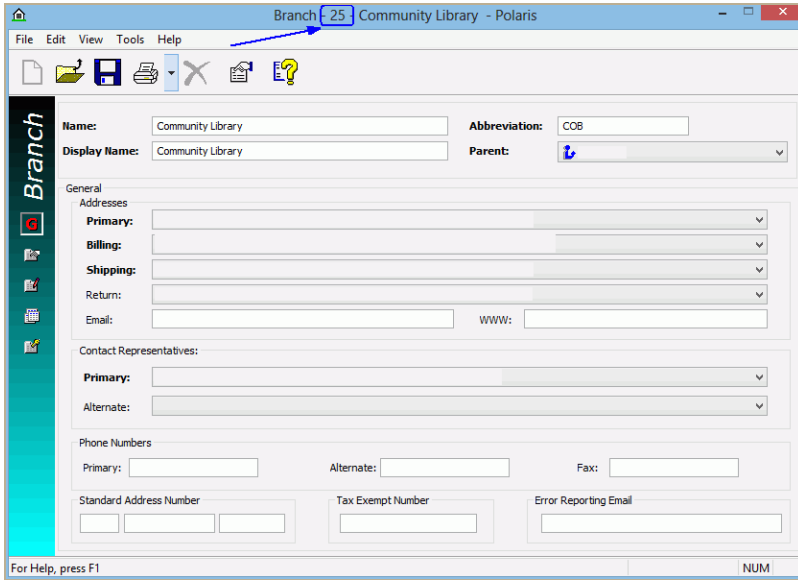 Branch - 25 - Community Library - Polaris
File Edit View Tools Help
Branch
Name: Community Library Abbreviation: COB
Display Name: Community Library Parent:
General
Addresses
Primary:
Billing:
Shipping:
Return:
Email: WWW:
Contact Representatives:
Primary:
Alternate:
Phone Numbers
Primary: Alternate: Fax:
Standard Address Number Tax Exempt Number Error Reporting Email
For Help, press F1 NUM